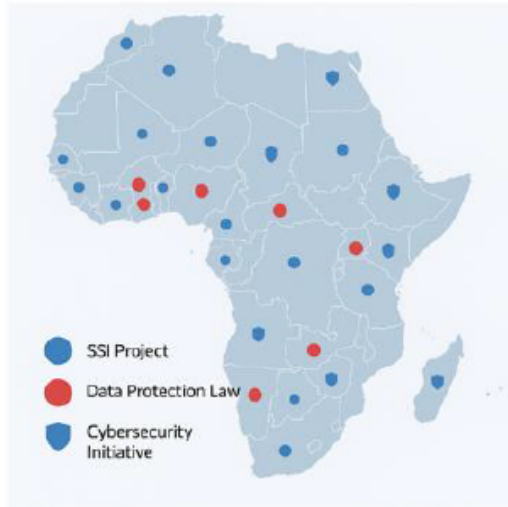 SSI Project
Data Protection Law
Cybersecurity
Initiative